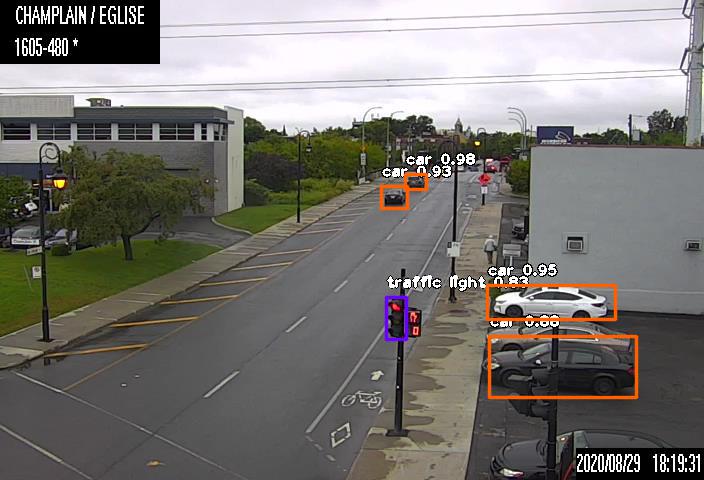 CHAMPLAIN / EGLISE
1605-480 *
car 0.98
car 0.93
car 0.95
traffic light 0.83
car 0.88
2020/08/29 18:19:31